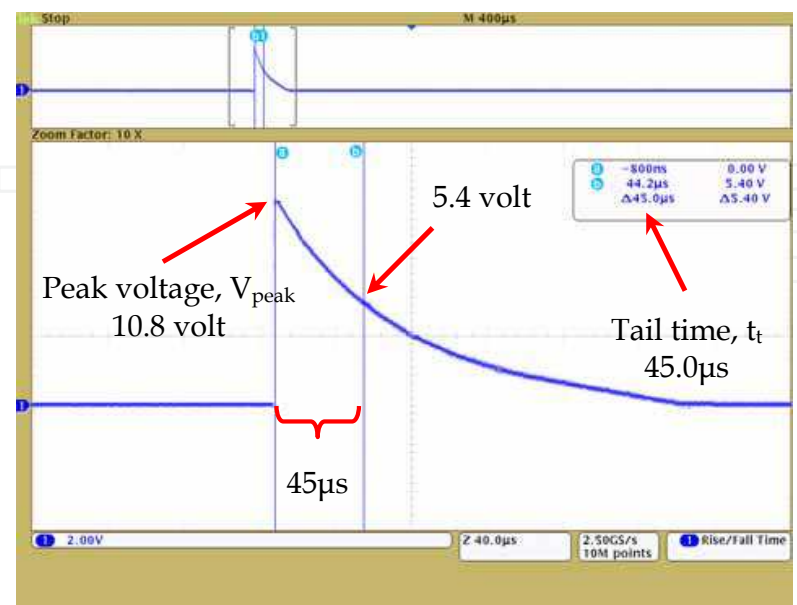 Stop
M 400µs
b
1
Zoom Factor: 10 X
a
b
a -800ns 0.00 V
b 44.2µs 5.40 V
Δ45.0µs Δ5.40 V
5.4 volt
Peak voltage, Vpeak
10.8 volt
Tail time, tt
45.0µs
1
45µs
1 2.00V
Z 40.0µs
2.50GS/s
10M points
1 Rise/Fall Time